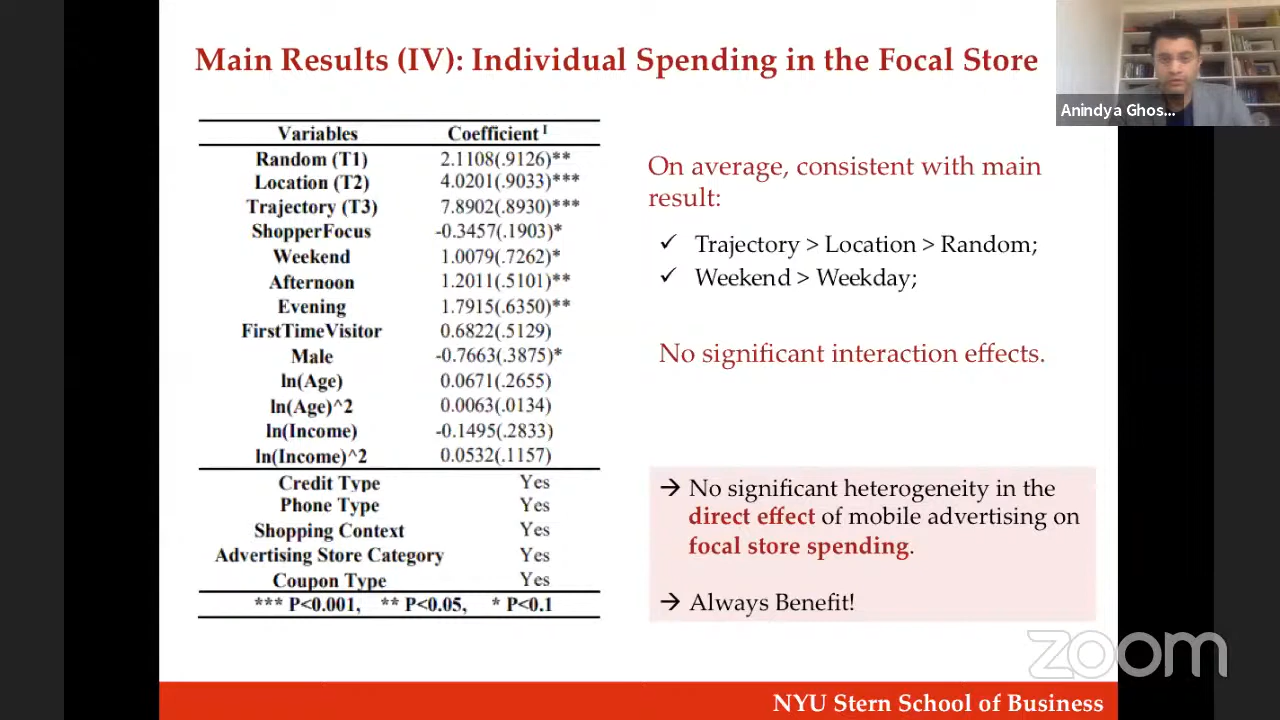 Main Results (IV): Individual Spending in the Focal Store
Anindya Ghos...
Variables Coefficient I
Random (T1) 2.1108(.9126)**
Location (T2) 4.0201(.9033)***
Trajectory (T3) 7.8902(.8930)***
ShopperFocus -0.3457(.1903)*
Weekend 1.0079(.7262)*
Afternoon 1.2011(.5101)**
Evening 1.7915(.6350)**
FirstTimeVisitor 0.6822(.5129)
Male -0.7663(.3875)*
ln(Age) 0.0671(.2655)
ln(Age)^2 0.0063(.0134)
ln(Income) -0.1495(.2833)
ln(Income)^2 0.0532(.1157)
Credit Type Yes
Phone Type Yes
Shopping Context Yes
Advertising Store Category Yes
Coupon Type Yes
*** P<0.001, ** P<0.05, * P<0.1
On average, consistent with main
result:
✓ Trajectory > Location > Random;
✓ Weekend > Weekday;
No significant interaction effects.
→ No significant heterogeneity in the
direct effect of mobile advertising on
focal store spending.
→ Always Benefit!
zoom
NYU Stern School of Business